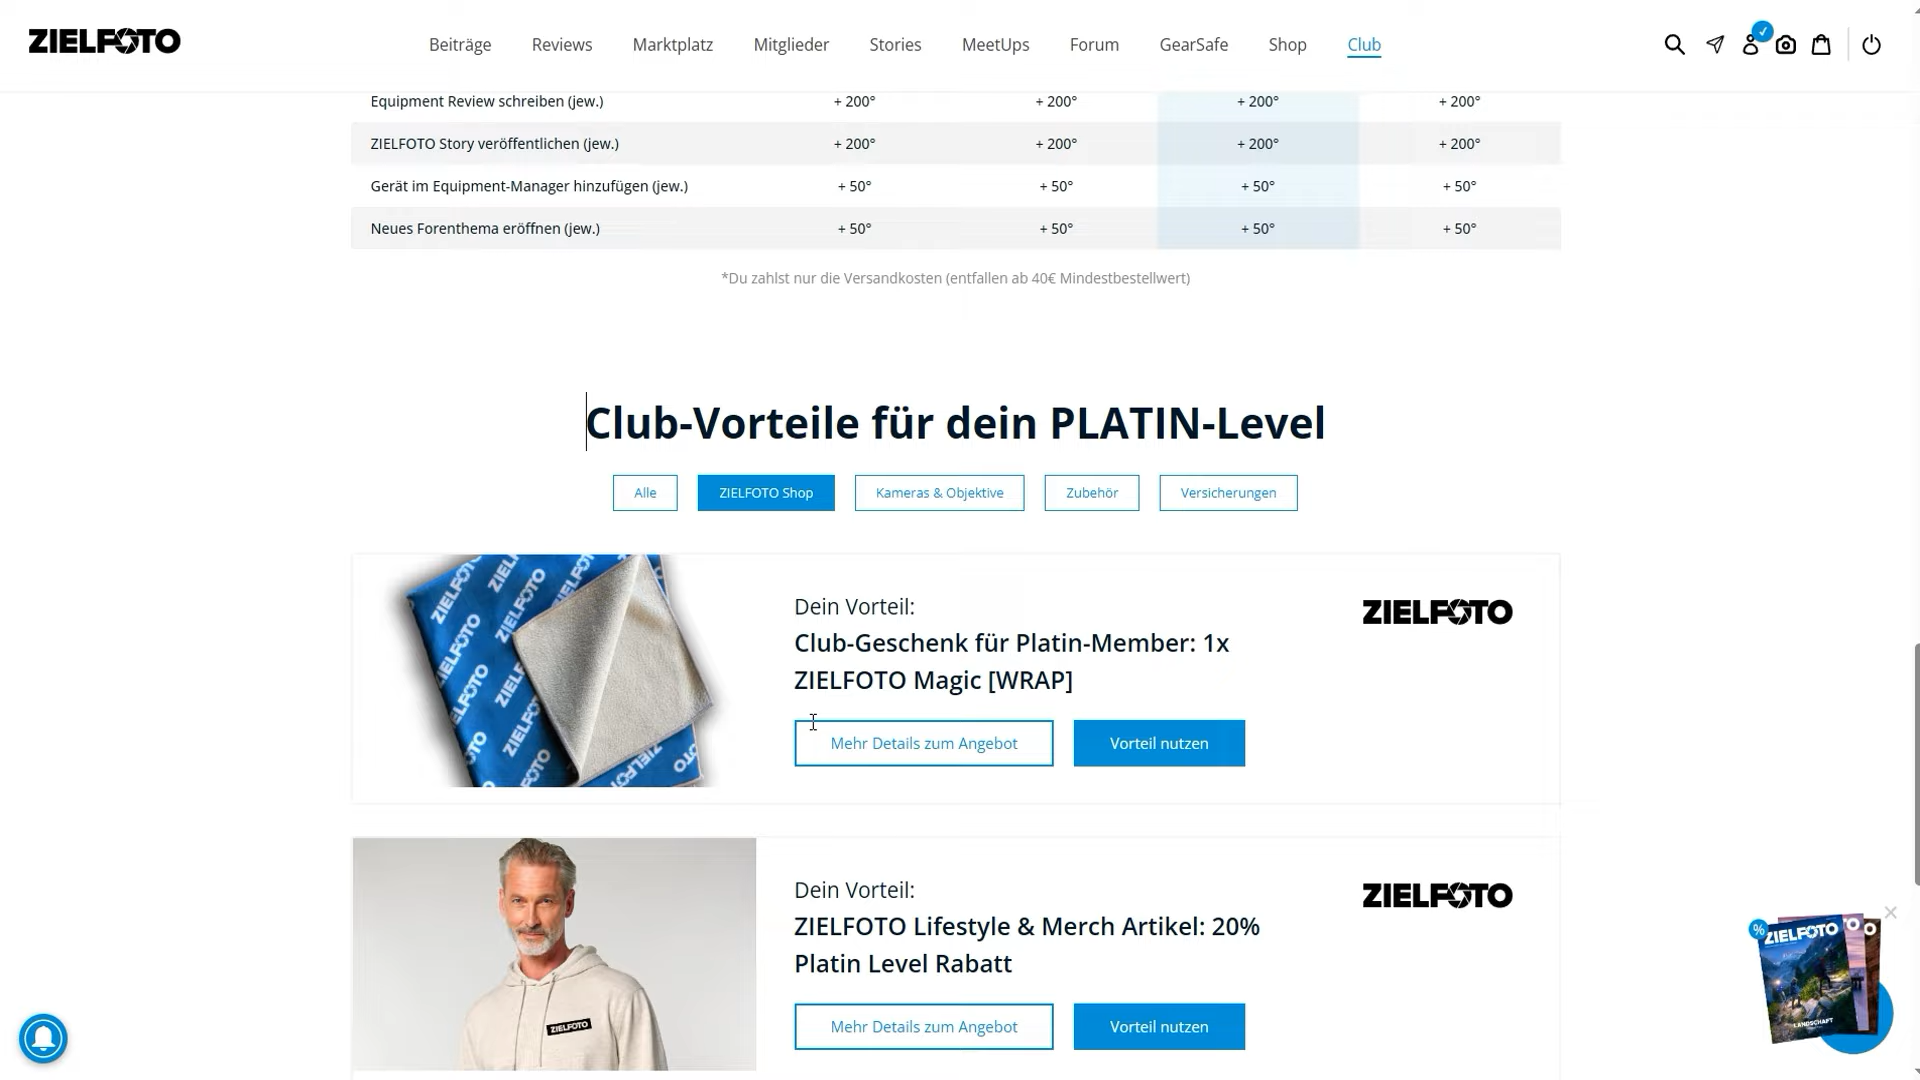 ZIELFOTO
Beiträge Reviews Marktplatz Mitglieder Stories MeetUps Forum GearSafe Shop Club
Equipment Review schreiben (jew.) + 200° + 200° + 200° + 200°
ZIELFOTO Story veröffentlichen (jew.) + 200° + 200° + 200° + 200°
Gerät im Equipment-Manager hinzufügen (jew.) + 50° + 50° + 50° + 50°
Neues Forenthema eröffnen (jew.) + 50° + 50° + 50° + 50°
*Du zahlst nur die Versandkosten (entfallen ab 40€ Mindestbestellwert)
Club-Vorteile für dein PLATIN-Level
Alle ZIELFOTO Shop Kameras & Objektive Zubehör Versicherungen
Dein Vorteil:
Club-Geschenk für Platin-Member: 1x
ZIELFOTO Magic [WRAP]
ZIELFOTO
Mehr Details zum Angebot Vorteil nutzen
Dein Vorteil:
ZIELFOTO Lifestyle & Merch Artikel: 20%
Platin Level Rabatt
ZIELFOTO
Mehr Details zum Angebot Vorteil nutzen
ZIELFOTO
%
ZIELFOTO
LANDSCHAFT